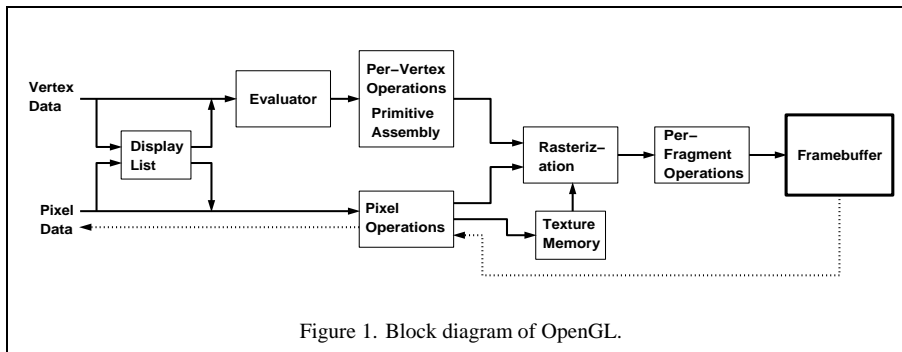 Vertex
Data
Evaluator
Per–Vertex
Operations
Primitive
Assembly
Display
List
Rasteriz–
ation
Per–
Fragment
Operations
Framebuffer
Pixel
Data
Pixel
Operations
Texture
Memory
Figure 1. Block diagram of OpenGL.